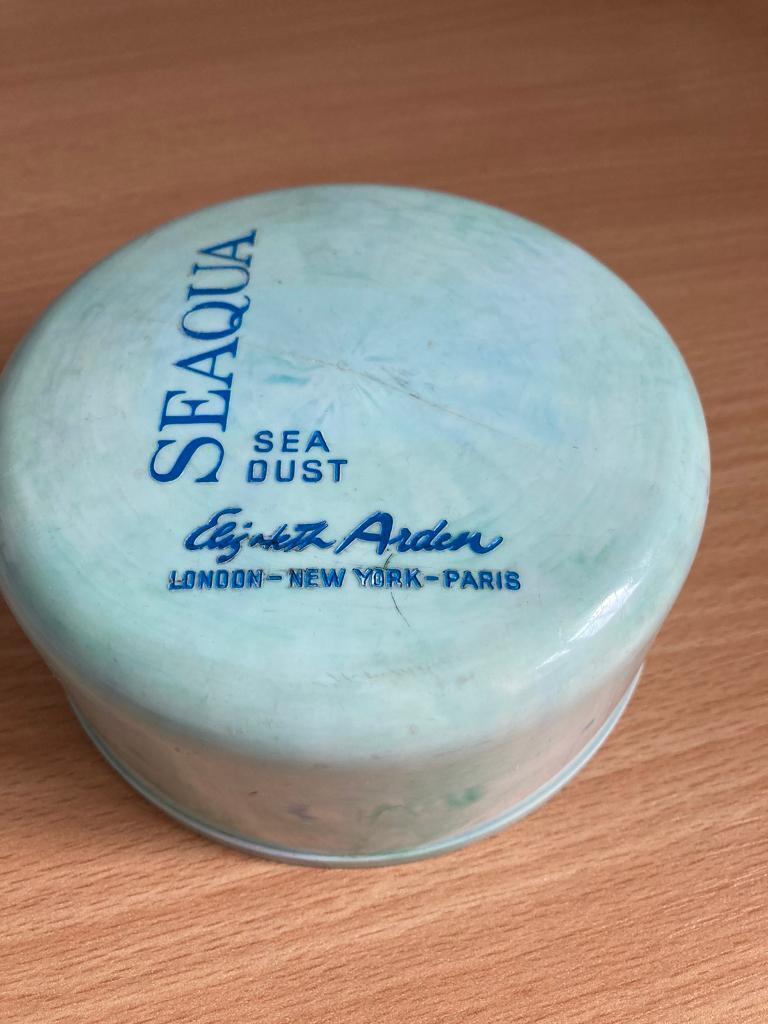 SEAQUA
SEA
DUST
Elizabeth Arden
LONDON - NEW YORK - PARIS